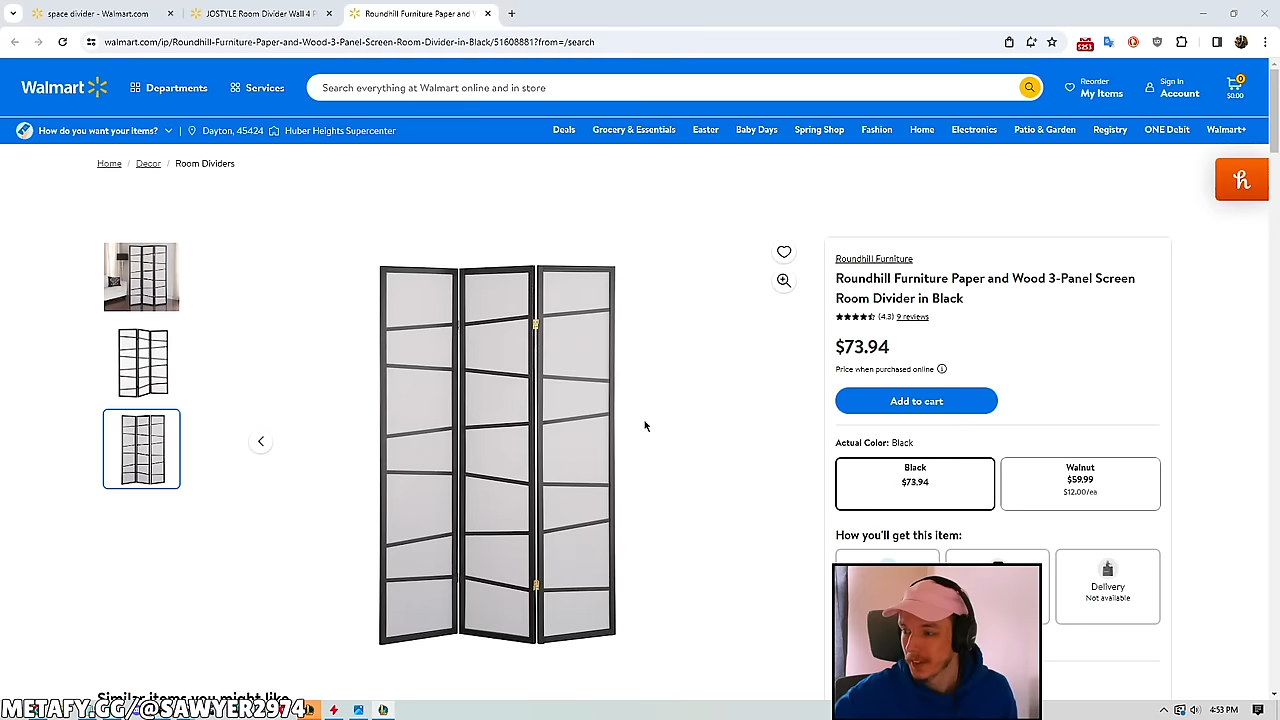 space divider - Walmart.com
JOSTYLE Room Divider Wall 4 P
Roundhill Furniture Paper and
walmart.com/ip/Roundhill-Furniture-Paper-and-Wood-3-Panel-Screen-Room-Divider-in-Black/51608881?from=/search
5253
Walmart
Departments
Services
Search everything at Walmart online and in store
Reorder
My Items
Sign In
Account
0
$0.00
How do you want your items?
Dayton, 45424
Huber Heights Supercenter
Deals
Grocery & Essentials
Easter
Baby Days
Spring Shop
Fashion
Home
Electronics
Patio & Garden
Registry
ONE Debit
Walmart+
Home / Decor / Room Dividers
h
Roundhill Furniture
Roundhill Furniture Paper and Wood 3-Panel Screen
Room Divider in Black
(4.3) 9 reviews
$73.94
Price when purchased online
Add to cart
Actual Color: Black
Black
$73.94
Walnut
$59.99
$12.00/ea
How you'll get this item:
Delivery
Not available
Similar items you might like
METAFY.GG/@SAWYER2974
4:53 PM